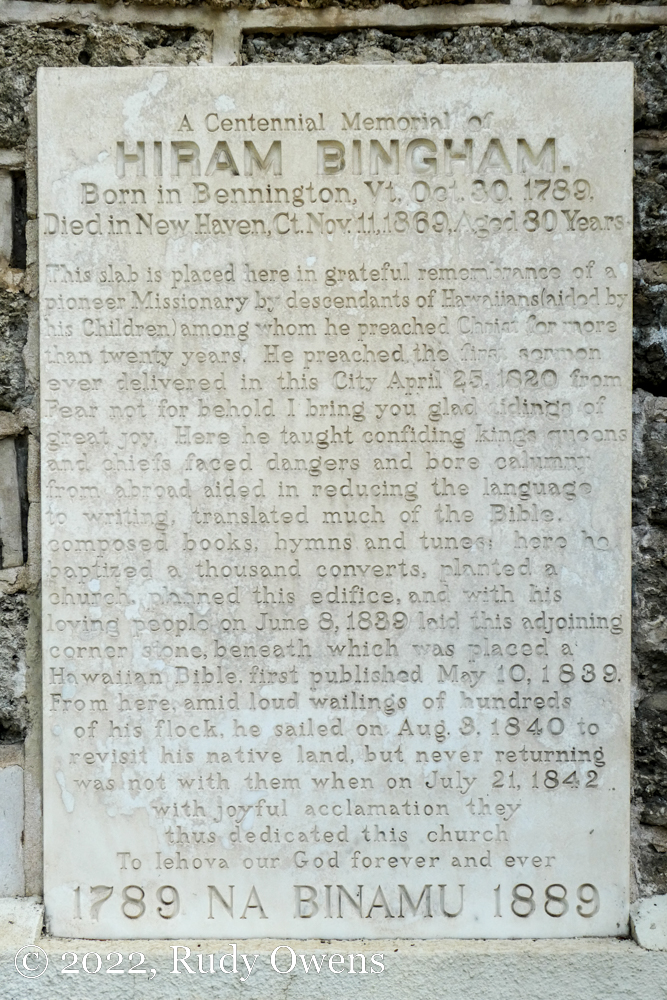 A Centennial Memorial of
HIRAM BINGHAM.
Born in Bennington, Vt. Oct. 30. 1789.
Died in New Haven, Ct. Nov. 11, 1869, Aged 80 Years
This slab is placed here in grateful remembrance of a
pioneer Missionary by descendants of Hawaiians (aided by
his Children) among whom he preached Christ for more
than twenty years. He preached the first sermon
ever delivered in this City April 25. 1820 from
Fear not for behold I bring you glad tidings of
great joy. Here he taught confiding kings queens
and chiefs faced dangers and bore calumny
from abroad aided in reducing the language
to writing, translated much of the Bible.
composed books, hymns and tunes; here he
baptized a thousand converts, planted a
church, planned this edifice, and with his
loving people on June 8, 1839 laid this adjoining
corner stone, beneath which was placed a
Hawaiian Bible. first published May 10, 1839.
From here, amid loud wailings of hundreds
of his flock, he sailed on Aug. 3. 1840 to
revisit his native land, but never returning
was not with them when on July 21, 1842
with joyful acclamation they
thus dedicated this church
To Iehova our God forever and ever
1789 NA BINAMU 1889
© 2022, Rudy Owens